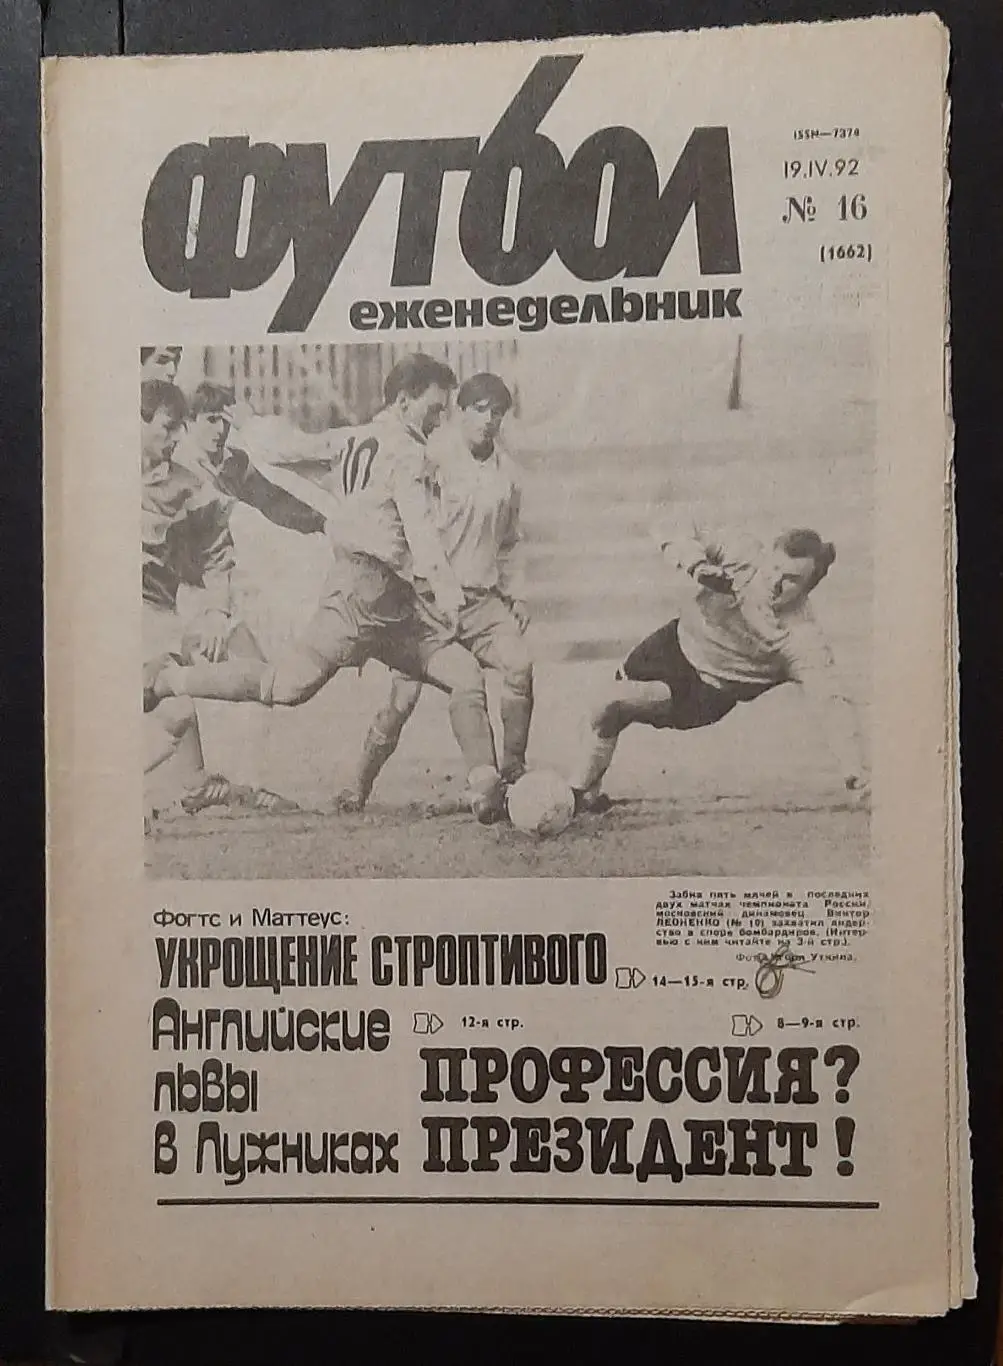 ФУТБОЛ
еженедельник
ISSN—7378
19.IV.92
№ 16
(1662)
10
Забив пять мячей в последних
двух матчах чемпионата России,
московский динамовец Виктор
ЛЕОНЕНКО (№ 10) захватил лидер-
ство в споре бомбардиров. (Интер-
вью с ним читайте на 3-й стр.).
Фото Игоря Уткина.
Фогтс и Маттеус:
УКРОЩЕНИЕ СТРОПТИВОГО
14—15-я стр.
Английские
львы
в Лужниках
12-я стр.
8—9-я стр.
ПРОФЕССИЯ?
ПРЕЗИДЕНТ!